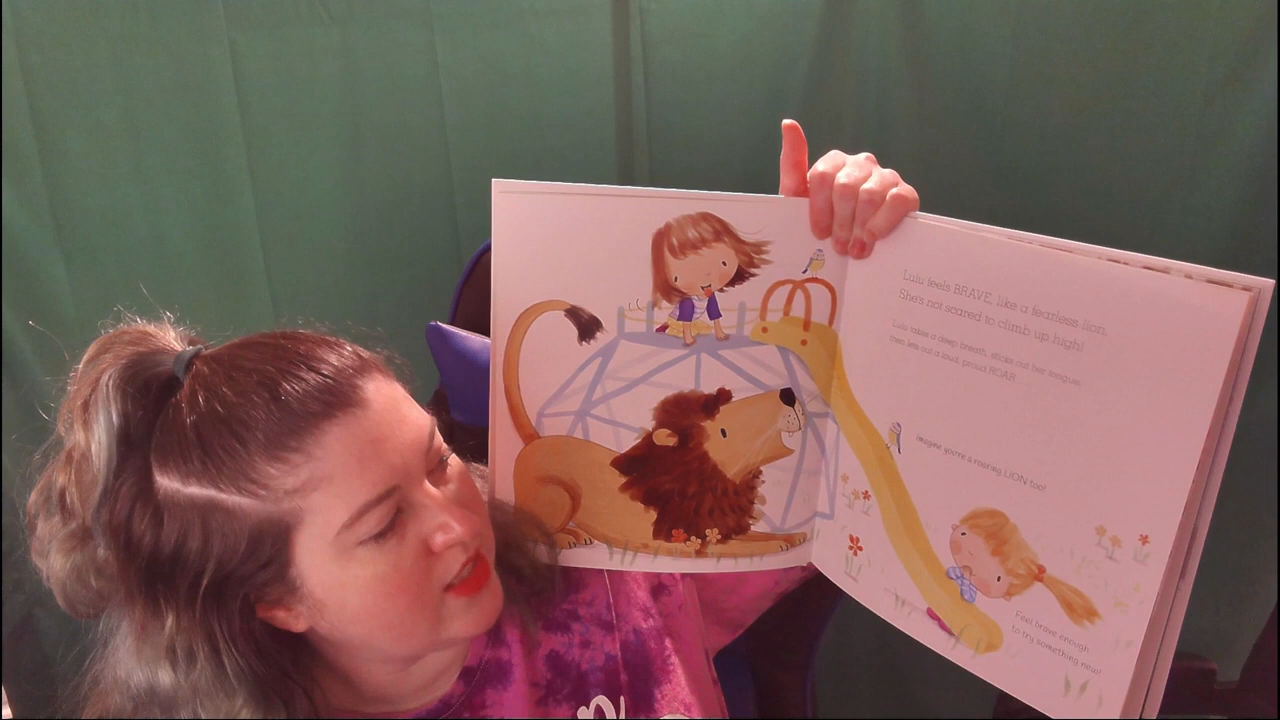 Lulu feels BRAVE, like a fearless lion.
She's not scared to climb up high!
Lulu takes a deep breath, sticks out her tongue,
then lets out a loud, proud ROAR
Imagine you're a roaring LION too!
Feel brave enough
to try something new!